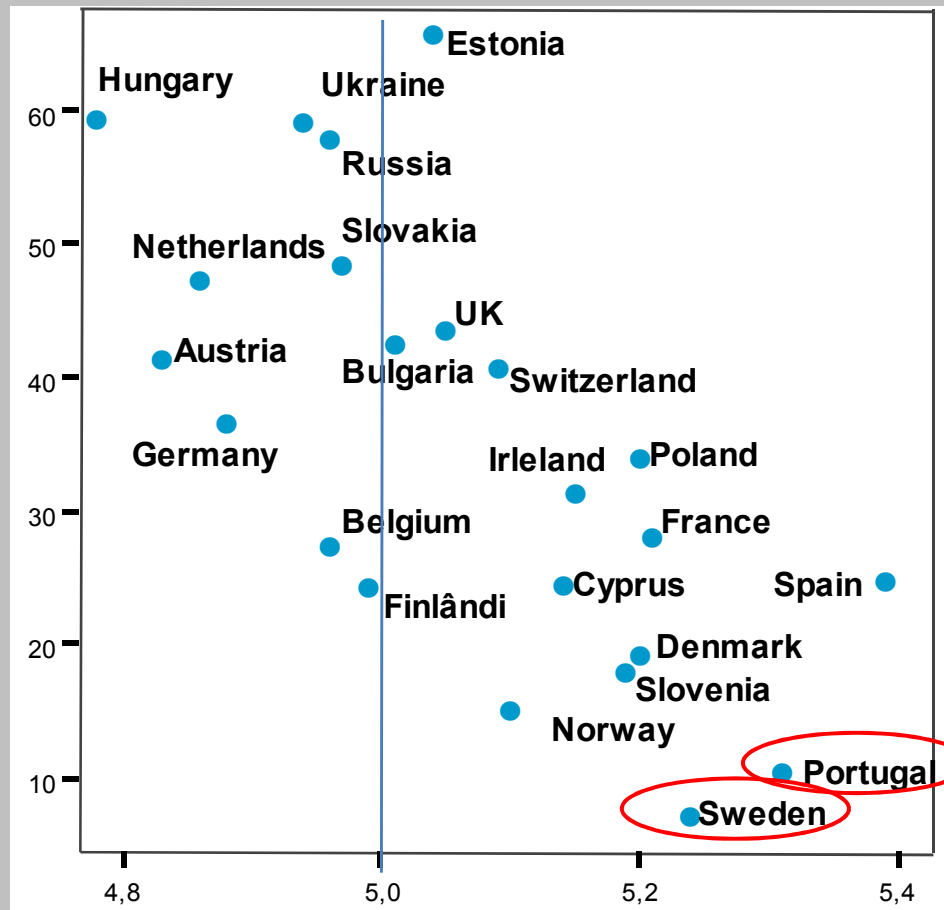 Estonia
Hungary
Ukraine
60
Russia
Slovakia
50
Netherlands
UK
Austria
Bulgaria
Switzerland
40
Germany
Irleland
Poland
30
Belgium
France
Cyprus
Spain
Finlândi
20
Denmark
Slovenia
Norway
10
Portugal
Sweden
4,8
5,0
5,2
5,4